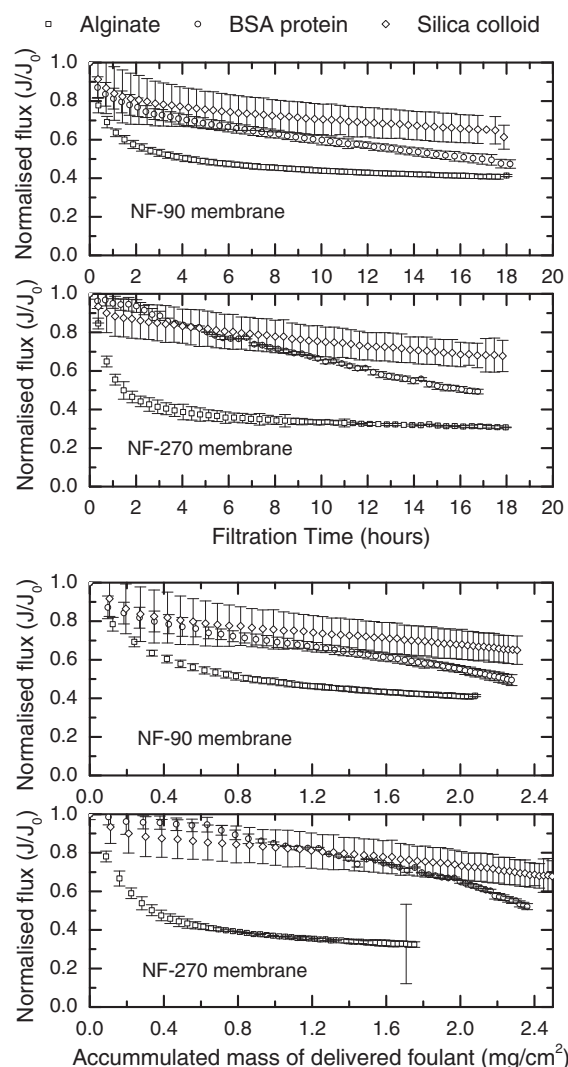 Alginate BSA protein Silica colloid
Normalised flux (J/J0)
1.0
0.8
0.6
0.4
0.2
0.0
NF-90 membrane
0 2 4 6 8 10 12 14 16 18 20
Normalised flux (J/J0)
1.0
0.8
0.6
0.4
0.2
0.0
NF-270 membrane
0 2 4 6 8 10 12 14 16 18 20
Filtration Time (hours)
Normalised flux (J/J0)
1.0
0.8
0.6
0.4
0.2
0.0
NF-90 membrane
0.0 0.4 0.8 1.2 1.6 2.0 2.4
Normalised flux (J/J0)
1.0
0.8
0.6
0.4
0.2
0.0
NF-270 membrane
0.0 0.4 0.8 1.2 1.6 2.0 2.4
Accummulated mass of delivered foulant (mg/cm²)